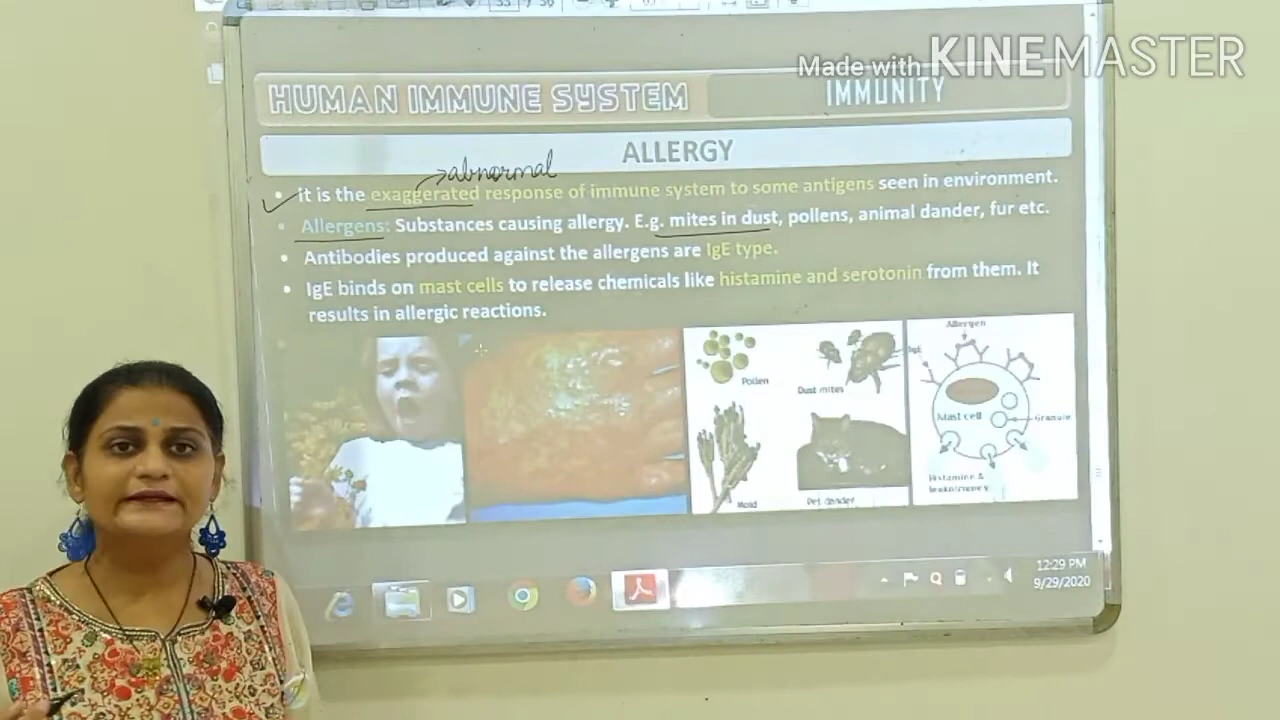 33 / 56
Made with KINEMASTER
HUMAN IMMUNE SYSTEM
IMMUNITY
ALLERGY
abnormal
• It is the exaggerated response of immune system to some antigens seen in environment.
• Allergens: Substances causing allergy. E.g. mites in dust, pollens, animal dander, fur etc.
• Antibodies produced against the allergens are IgE type.
• IgE binds on mast cells to release chemicals like histamine and serotonin from them. It
results in allergic reactions.
Pollen
Dust mites
Mold
Pet dander
Allergen
IgE
Mast cell
Granule
Histamine &
12:29 PM
9/29/2020